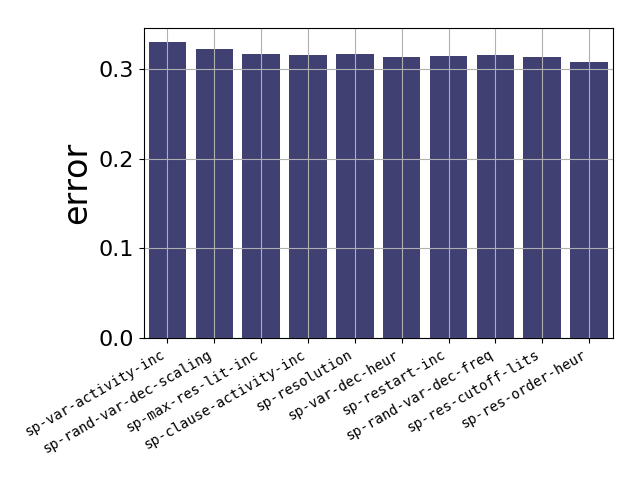 error
0.3
0.2
0.1
0.0
sp-var-activity-inc
sp-rand-var-dec-scaling
sp-max-res-lit-inc
sp-clause-activity-inc
sp-resolution
sp-var-dec-heur
sp-restart-inc
sp-rand-var-dec-freq
sp-res-cutoff-lits
sp-res-order-heur